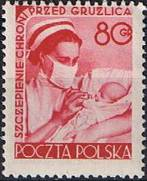 SZCZEPIENIE CHRONI
PRZED GRUŹLICĄ
80 GR
POCZTA POLSKA